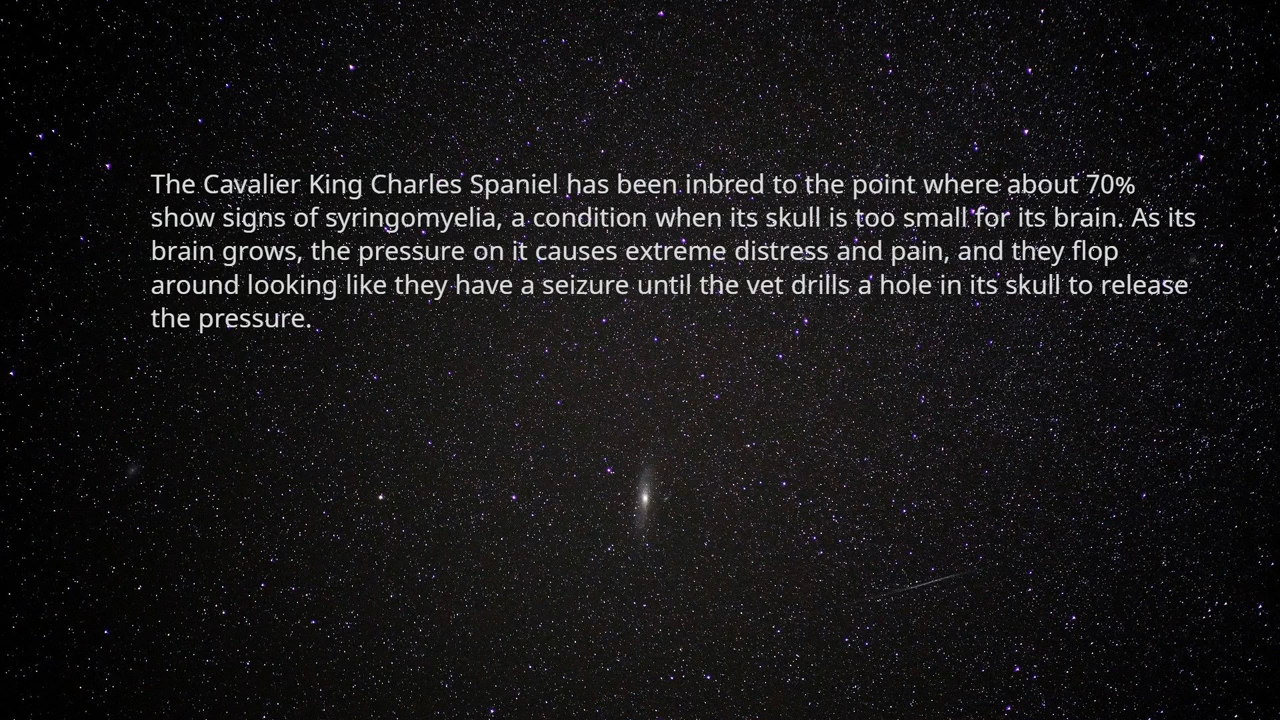 The Cavalier King Charles Spaniel has been inbred to the point where about 70%
show signs of syringomyelia, a condition when its skull is too small for its brain. As its
brain grows, the pressure on it causes extreme distress and pain, and they flop
around looking like they have a seizure until the vet drills a hole in its skull to release
the pressure.